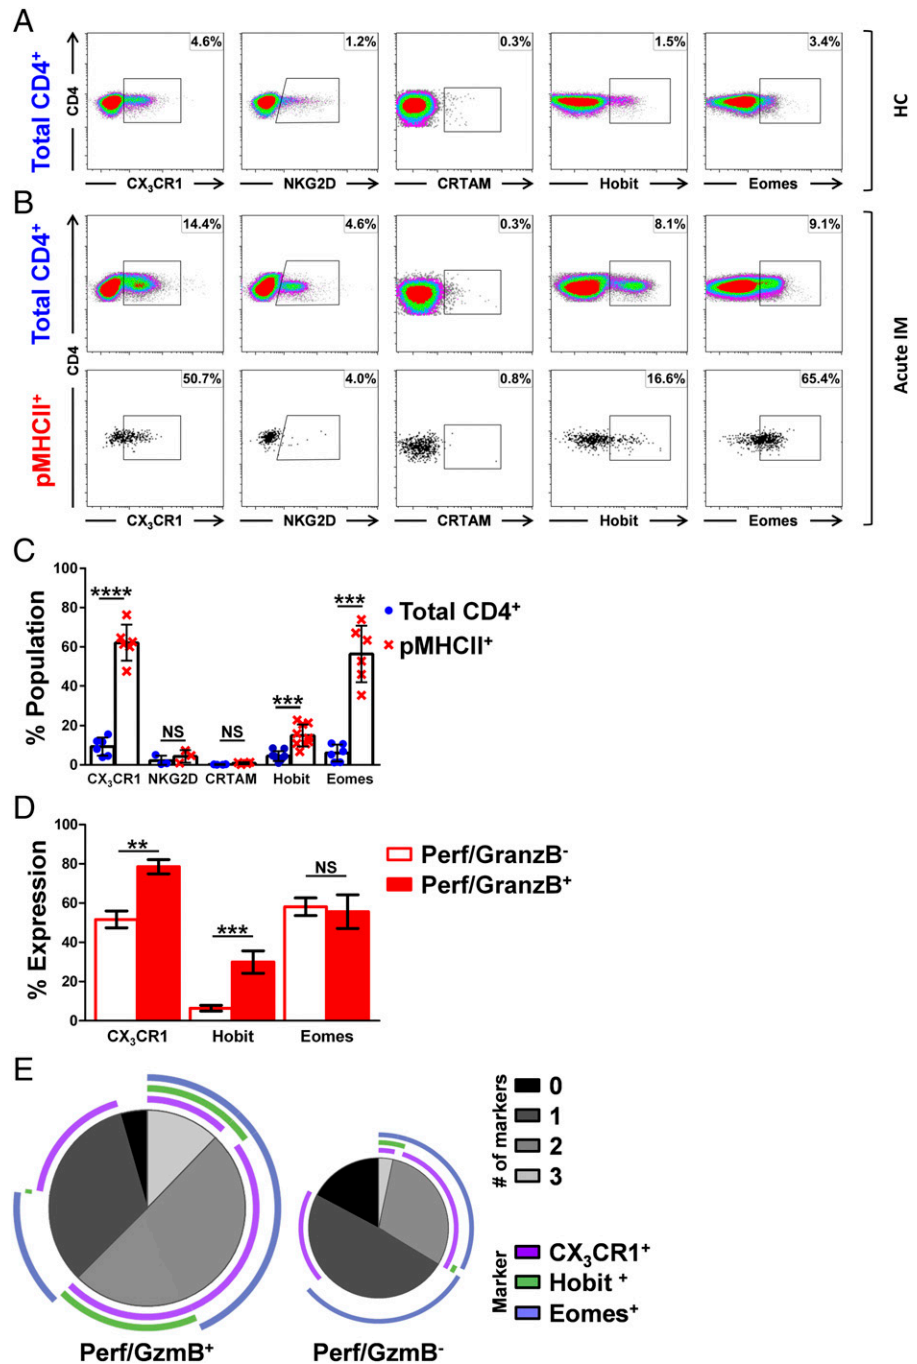 A
4.6%
1.2%
0.3%
1.5%
3.4%
Total CD4+
CD4
HC
CX3CR1
NKG2D
CRTAM
Hobit
Eomes
B
14.4%
4.6%
0.3%
8.1%
9.1%
Total CD4+
CD4
Acute IM
50.7%
4.0%
0.8%
16.6%
65.4%
pMHCII+
CX3CR1
NKG2D
CRTAM
Hobit
Eomes
C
% Population
100
80
60
40
20
0
****
NS
NS
***
***
Total CD4+
pMHCII+
CX3CR1
NKG2D
CRTAM
Hobit
Eomes
D
% Expression
100
80
60
40
20
0
**
***
NS
Perf/GranzB-
Perf/GranzB+
CX3CR1
Hobit
Eomes
E
# of markers
0
1
2
3
Marker
CX3CR1+
Hobit +
Eomes+
Perf/GzmB+
Perf/GzmB-